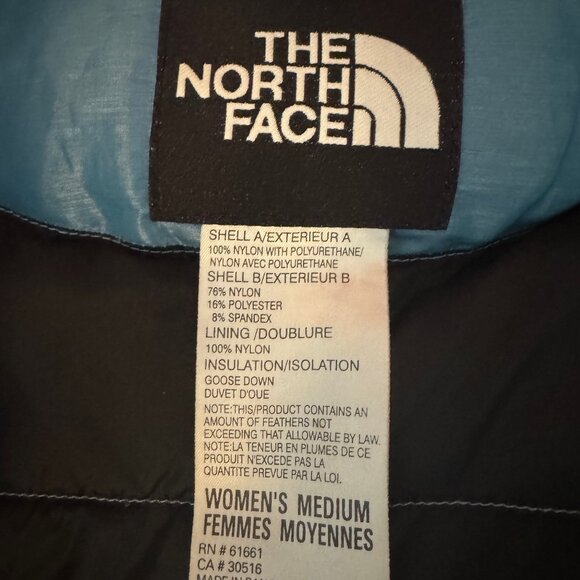 THE
NORTH
FACE
SHELL A/EXTERIEUR A
100% NYLON WITH POLYURETHANE/
NYLON AVEC POLYURETHANE
SHELL B/EXTERIEUR B
76% NYLON
16% POLYESTER
8% SPANDEX
LINING /DOUBLURE
100% NYLON
INSULATION/ISOLATION
GOOSE DOWN
DUVET D'OUE
NOTE:THIS/PRODUCT CONTAINS AN
AMOUNT OF FEATHERS NOT
EXCEEDING THAT ALLOWABLE BY LAW.
NOTE:LA TENEUR EN PLUMES DE CE
PRODUIT N'EXCEDE PAS LA
QUANTITE PREVUE PAR LA LOI.
WOMEN'S MEDIUM
FEMMES MOYENNES
RN # 61661
CA # 30516
MADE IN